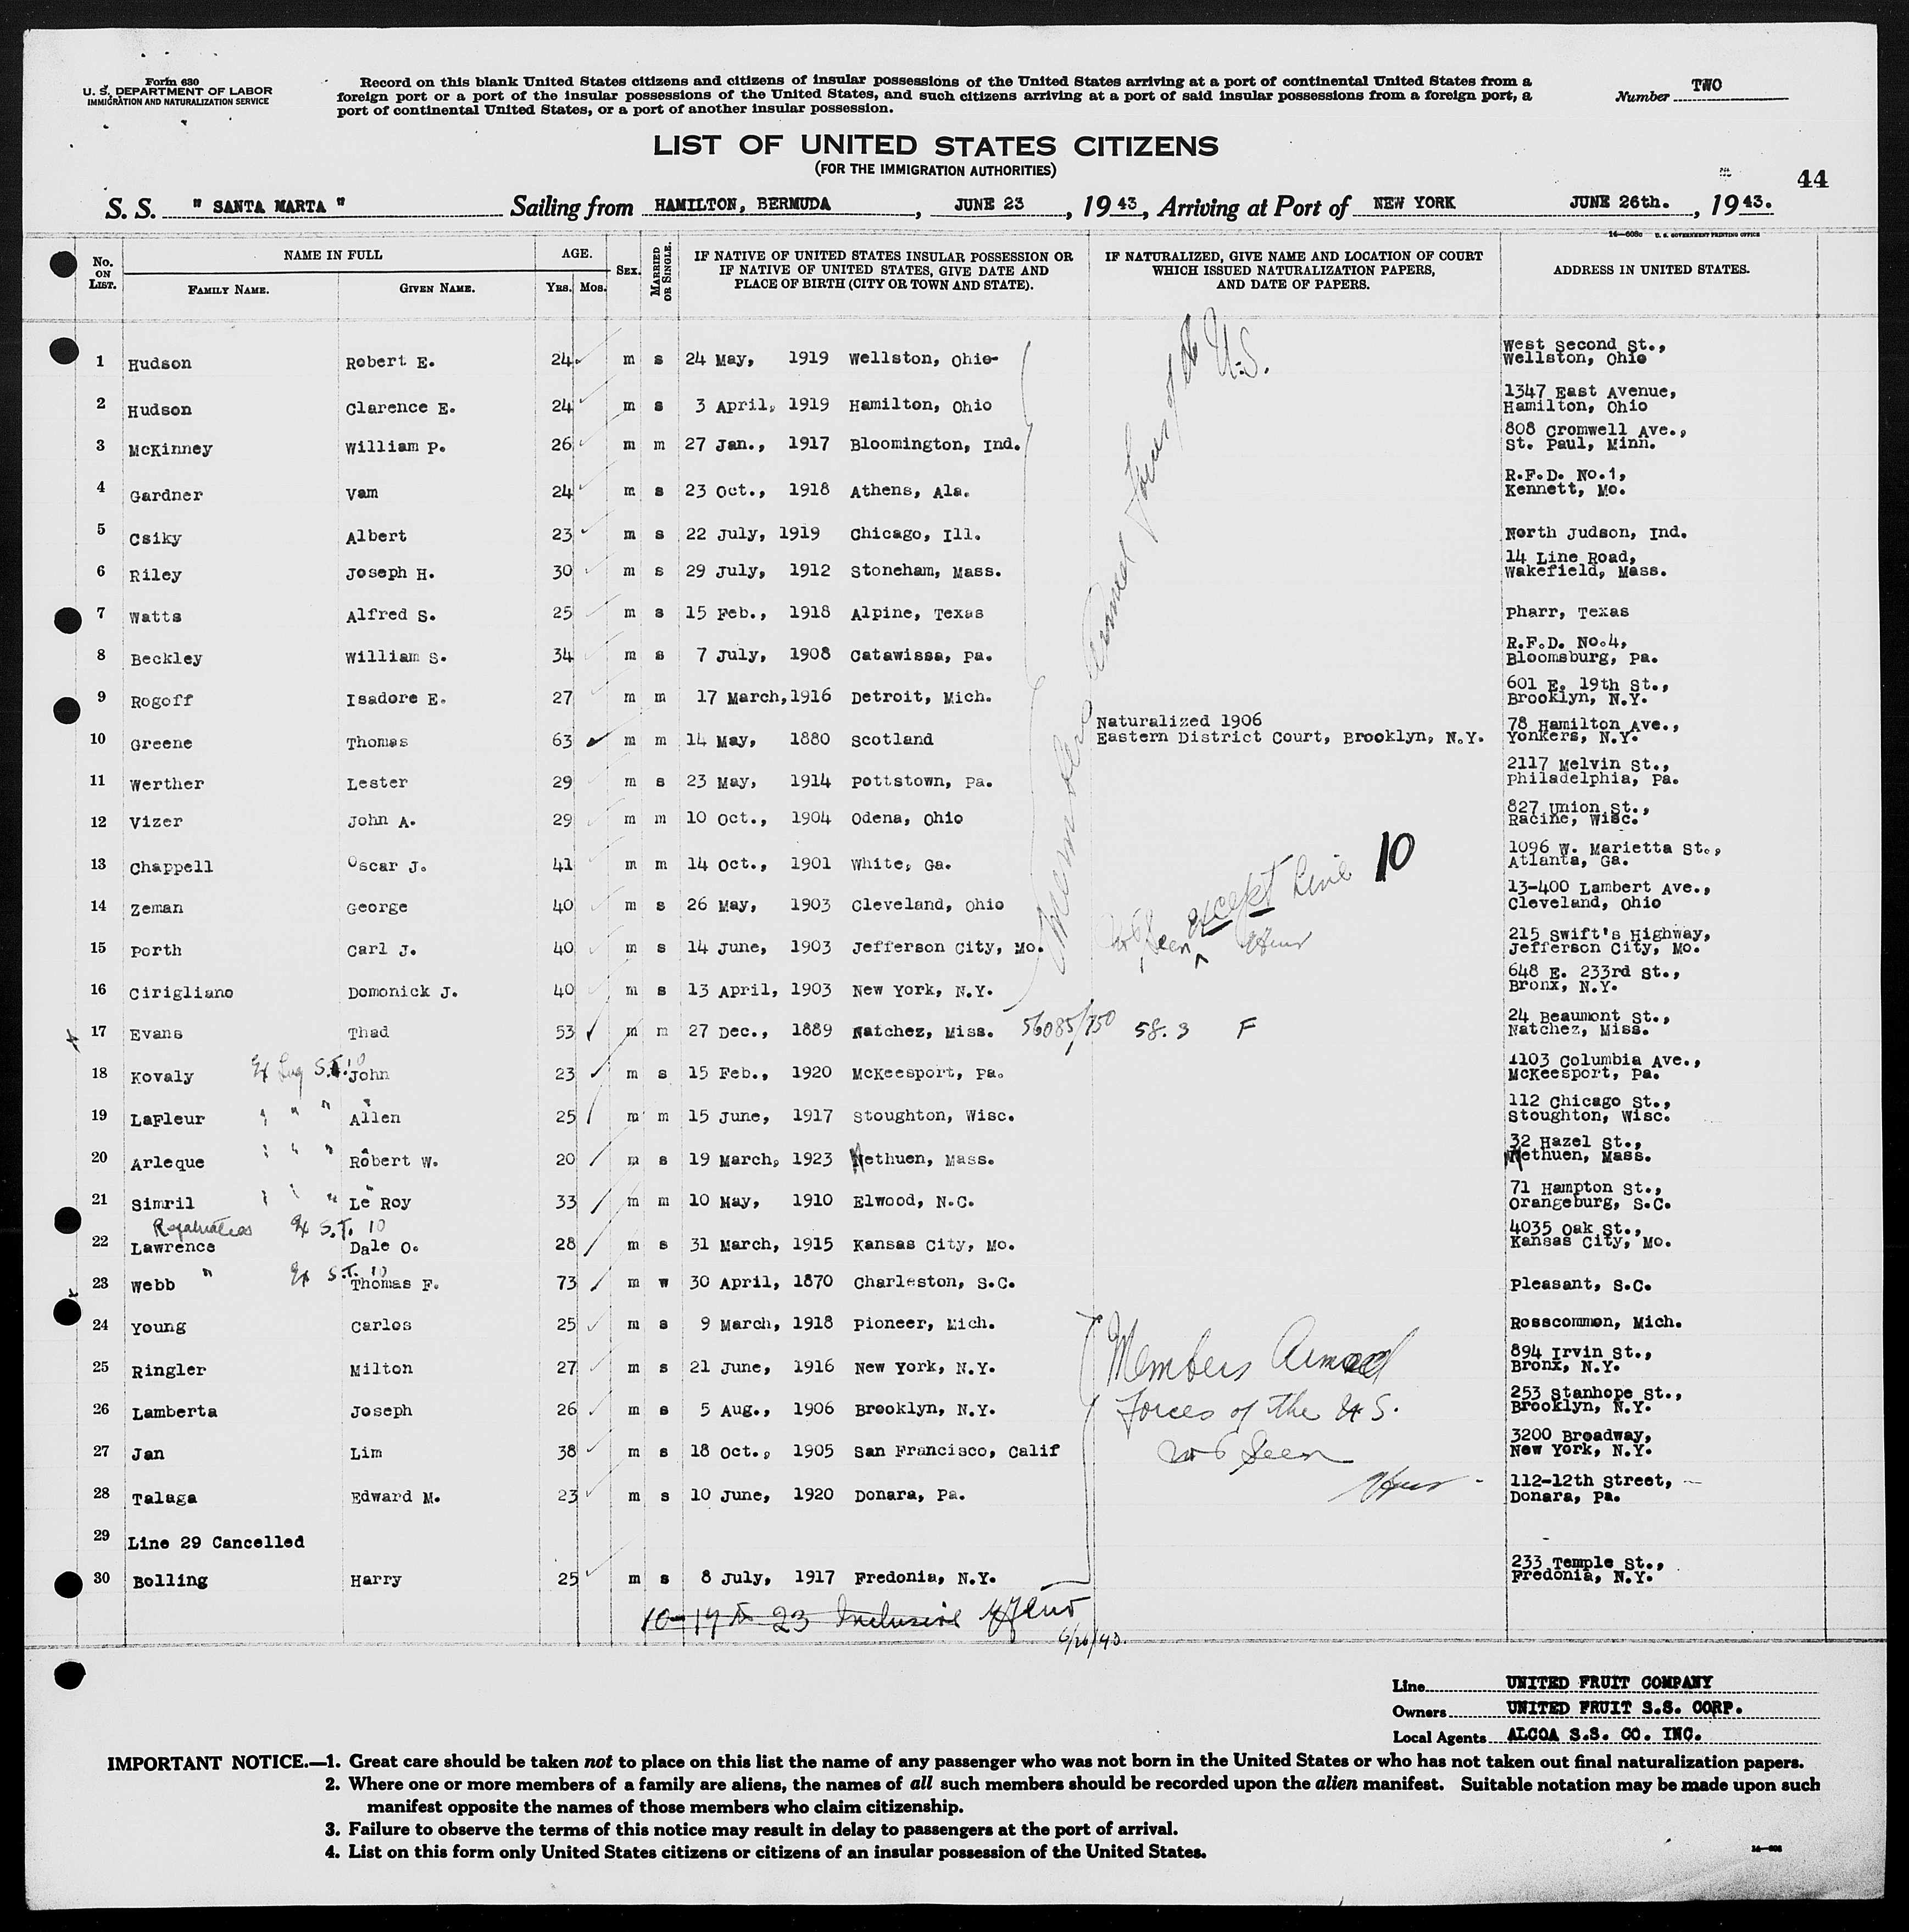 Form 630
U. S. DEPARTMENT OF LABOR
IMMIGRATION AND NATURALIZATION SERVICE
Record on this blank United States citizens and citizens of insular possessions of the United States arriving at a port of continental United States from a
foreign port or a port of the insular possessions of the United States, and such citizens arriving at a port of said insular possessions from a foreign port, a
port of continental United States, or a port of another insular possession.
Number TWO
LIST OF UNITED STATES CITIZENS
(FOR THE IMMIGRATION AUTHORITIES)
44
S. S. " SANTA MARTA " Sailing from HAMILTON, BERMUDA, JUNE 23, 1943, Arriving at Port of NEW YORK JUNE 26th., 1943.
14—608c U. S. GOVERNMENT PRINTING OFFICE
No. ON LIST. NAME IN FULL AGE. SEX. MARRIED OR SINGLE. IF NATIVE OF UNITED STATES INSULAR POSSESSION OR IF NATIVE OF UNITED STATES, GIVE DATE AND PLACE OF BIRTH (CITY OR TOWN AND STATE). IF NATURALIZED, GIVE NAME AND LOCATION OF COURT WHICH ISSUED NATURALIZATION PAPERS, AND DATE OF PAPERS. ADDRESS IN UNITED STATES.
FAMILY NAME. GIVEN NAME. YRS. MOS.
1 Hudson Robert E. 24 m s 24 May, 1919 Wellston, Ohio West Second St., Wellston, Ohio
2 Hudson Clarence E. 24 m s 3 April, 1919 Hamilton, Ohio 1347 East Avenue, Hamilton, Ohio
3 McKinney William P. 26 m m 27 Jan., 1917 Bloomington, Ind. 808 Cromwell Ave., St. Paul, Minn.
4 Gardner Vam 24 m s 23 Oct., 1918 Athens, Ala. R.F.D. No.1, Kennett, Mo.
5 Csiky Albert 23 m s 22 July, 1919 Chicago, Ill. North Judson, Ind.
6 Riley Joseph H. 30 m s 29 July, 1912 Stoneham, Mass. 14 Line Road, Wakefield, Mass.
7 Watts Alfred S. 25 m s 15 Feb., 1918 Alpine, Texas Pharr, Texas
8 Beckley William S. 34 m s 7 July, 1908 Catawissa, Pa. R.F.D. No.4, Bloomsburg, Pa.
9 Rogoff Isadore E. 27 m m 17 March, 1916 Detroit, Mich. 601 E. 19th St., Brooklyn, N.Y.
10 Greene Thomas 63 m m 14 May, 1880 Scotland Naturalized 1906 Eastern District Court, Brooklyn, N.Y. 78 Hamilton Ave., Yonkers, N.Y.
11 Werther Lester 29 m s 23 May, 1914 Pottstown, Pa. 2117 Melvin St., Philadelphia, Pa.
12 Vizer John A. 29 m m 10 Oct., 1904 Odena, Ohio 827 Union St., Racine, Wisc.
13 Chappell Oscar J. 41 m m 14 Oct., 1901 White, Ga. 1096 W. Marietta St., Atlanta, Ga.
14 Zeman George 40 m s 26 May, 1903 Cleveland, Ohio 13-400 Lambert Ave., Cleveland, Ohio
15 Porth Carl J. 40 m s 14 June, 1903 Jefferson City, Mo. 215 Swift's Highway, Jefferson City, Mo.
16 Cirigliano Domonick J. 40 m s 13 April, 1903 New York, N.Y. 648 E. 233rd St., Bronx, N.Y.
Members Armed Forces of the U.S.
Seen except Line 10
17 Evans Thad 53 m m 27 Dec., 1889 Natchez, Miss. 56085/750 58.3 F 24 Beaumont St., Natchez, Miss.
18 Kovaly S.T. 10 John 23 m s 15 Feb., 1920 McKeesport, Pa. 1103 Columbia Ave., McKeesport, Pa.
19 LaFleur " " " " Allen 25 m m 15 June, 1917 Stoughton, Wisc. 112 Chicago St., Stoughton, Wisc.
20 Arleque " " " Robert W. 20 m s 19 March, 1923 Methuen, Mass. 32 Hazel St., Methuen, Mass.
21 Simril " " " " Le Roy 33 m m 10 May, 1910 Elwood, N.C. 71 Hampton St., Orangeburg, S.C.
S.T. 10
22 Lawrence Dale O. 28 m s 31 March, 1915 Kansas City, Mo. 4035 Oak St., Kansas City, Mo.
23 Webb " S.T. 10 Thomas F. 73 m w 30 April, 1870 Charleston, S.C. Pleasant, S.C.
24 Young Carlos 25 m s 9 March, 1918 Pioneer, Mich. Rosscommon, Mich.
25 Ringler Milton 27 m s 21 June, 1916 New York, N.Y. 894 Irvin St., Bronx, N.Y.
26 Lamberta Joseph 26 m s 5 Aug., 1906 Brooklyn, N.Y. 253 Stanhope St., Brooklyn, N.Y.
27 Jan Lim 38 m s 18 Oct., 1905 San Francisco, Calif 3200 Broadway, New York, N.Y.
28 Talaga Edward M. 23 m s 10 June, 1920 Donara, Pa. 112-12th Street, Donara, Pa.
Members Armed
Forces of the U.S.
Seen
29 Line 29 Cancelled
30 Bolling Harry 25 m s 8 July, 1917 Fredonia, N.Y. 233 Temple St., Fredonia, N.Y.
10-17 to 23 Inclusive
6/26/43.
Line UNITED FRUIT COMPANY
Owners UNITED FRUIT S.S. CORP.
Local Agents ALCOA S.S. CO. INC.
IMPORTANT NOTICE.—1. Great care should be taken not to place on this list the name of any passenger who was not born in the United States or who has not taken out final naturalization papers.
2. Where one or more members of a family are aliens, the names of all such members should be recorded upon the alien manifest. Suitable notation may be made upon such
manifest opposite the names of those members who claim citizenship.
3. Failure to observe the terms of this notice may result in delay to passengers at the port of arrival.
4. List on this form only United States citizens or citizens of an insular possession of the United States.
14—608